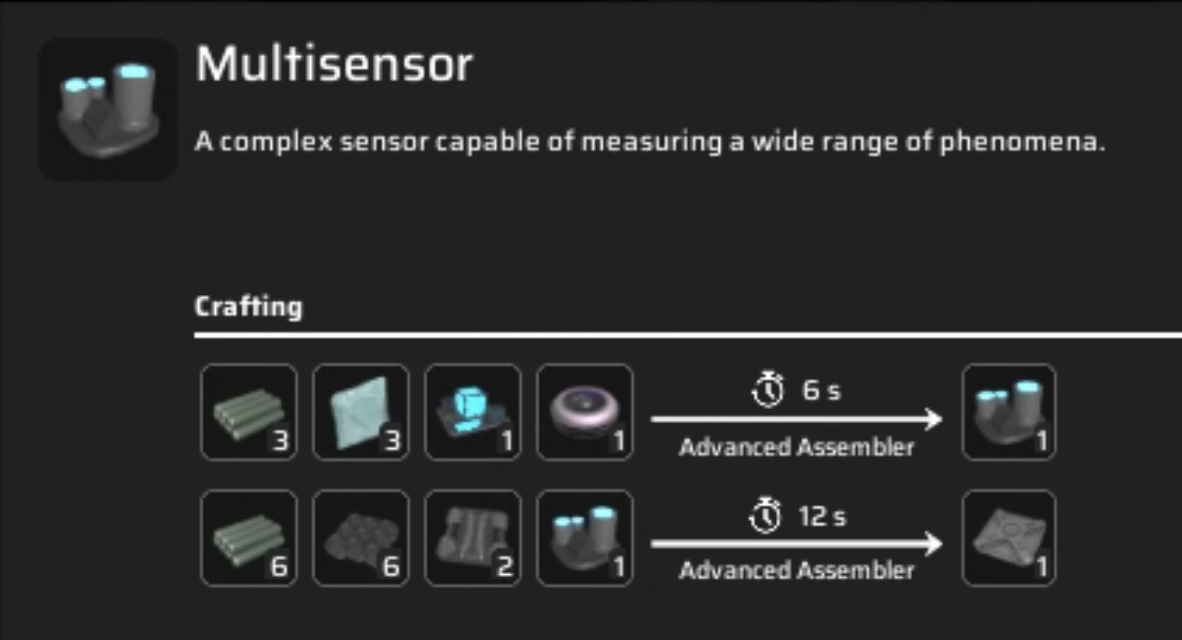 Multisensor
A complex sensor capable of measuring a wide range of phenomena.
Crafting
3 3 1 1 6 s 1
Advanced Assembler
6 6 2 1 12 s 1
Advanced Assembler